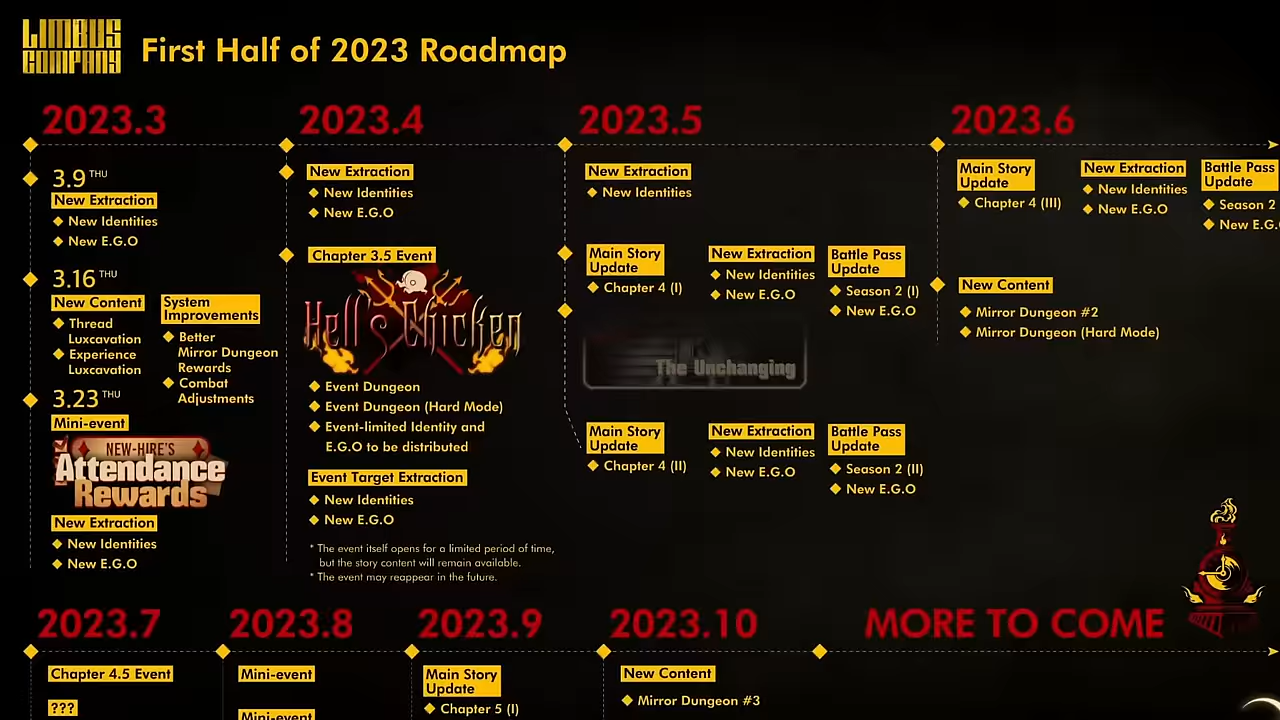 LIMBUS
COMPANY
First Half of 2023 Roadmap
2023.3
3.9 THU
New Extraction
New Identities
New E.G.O
3.16 THU
New Content
Thread
Luxcavation
Experience
Luxcavation
System
Improvements
Better
Mirror Dungeon
Rewards
Combat
Adjustments
3.23 THU
Mini-event
NEW-HIRE'S
Attendance
Rewards
New Extraction
New Identities
New E.G.O
2023.4
New Extraction
New Identities
New E.G.O
Chapter 3.5 Event
Hell's Chicken
Event Dungeon
Event Dungeon (Hard Mode)
Event-limited Identity and
E.G.O to be distributed
Event Target Extraction
New Identities
New E.G.O
* The event itself opens for a limited period of time,
but the story content will remain available.
* The event may reappear in the future.
2023.5
New Extraction
New Identities
Main Story
Update
Chapter 4 (I)
New Extraction
New Identities
New E.G.O
Battle Pass
Update
Season 2 (I)
New E.G.O
The Unchanging
Main Story
Update
Chapter 4 (II)
New Extraction
New Identities
New E.G.O
Battle Pass
Update
Season 2 (II)
New E.G.O
2023.6
Main Story
Update
Chapter 4 (III)
New Extraction
New Identities
New E.G.O
Battle Pass
Update
Season 2
New E.G.
New Content
Mirror Dungeon #2
Mirror Dungeon (Hard Mode)
2023.7
Chapter 4.5 Event
???
2023.8
Mini-event
Mini-event
2023.9
Main Story
Update
Chapter 5 (I)
2023.10
New Content
Mirror Dungeon #3
MORE TO COME